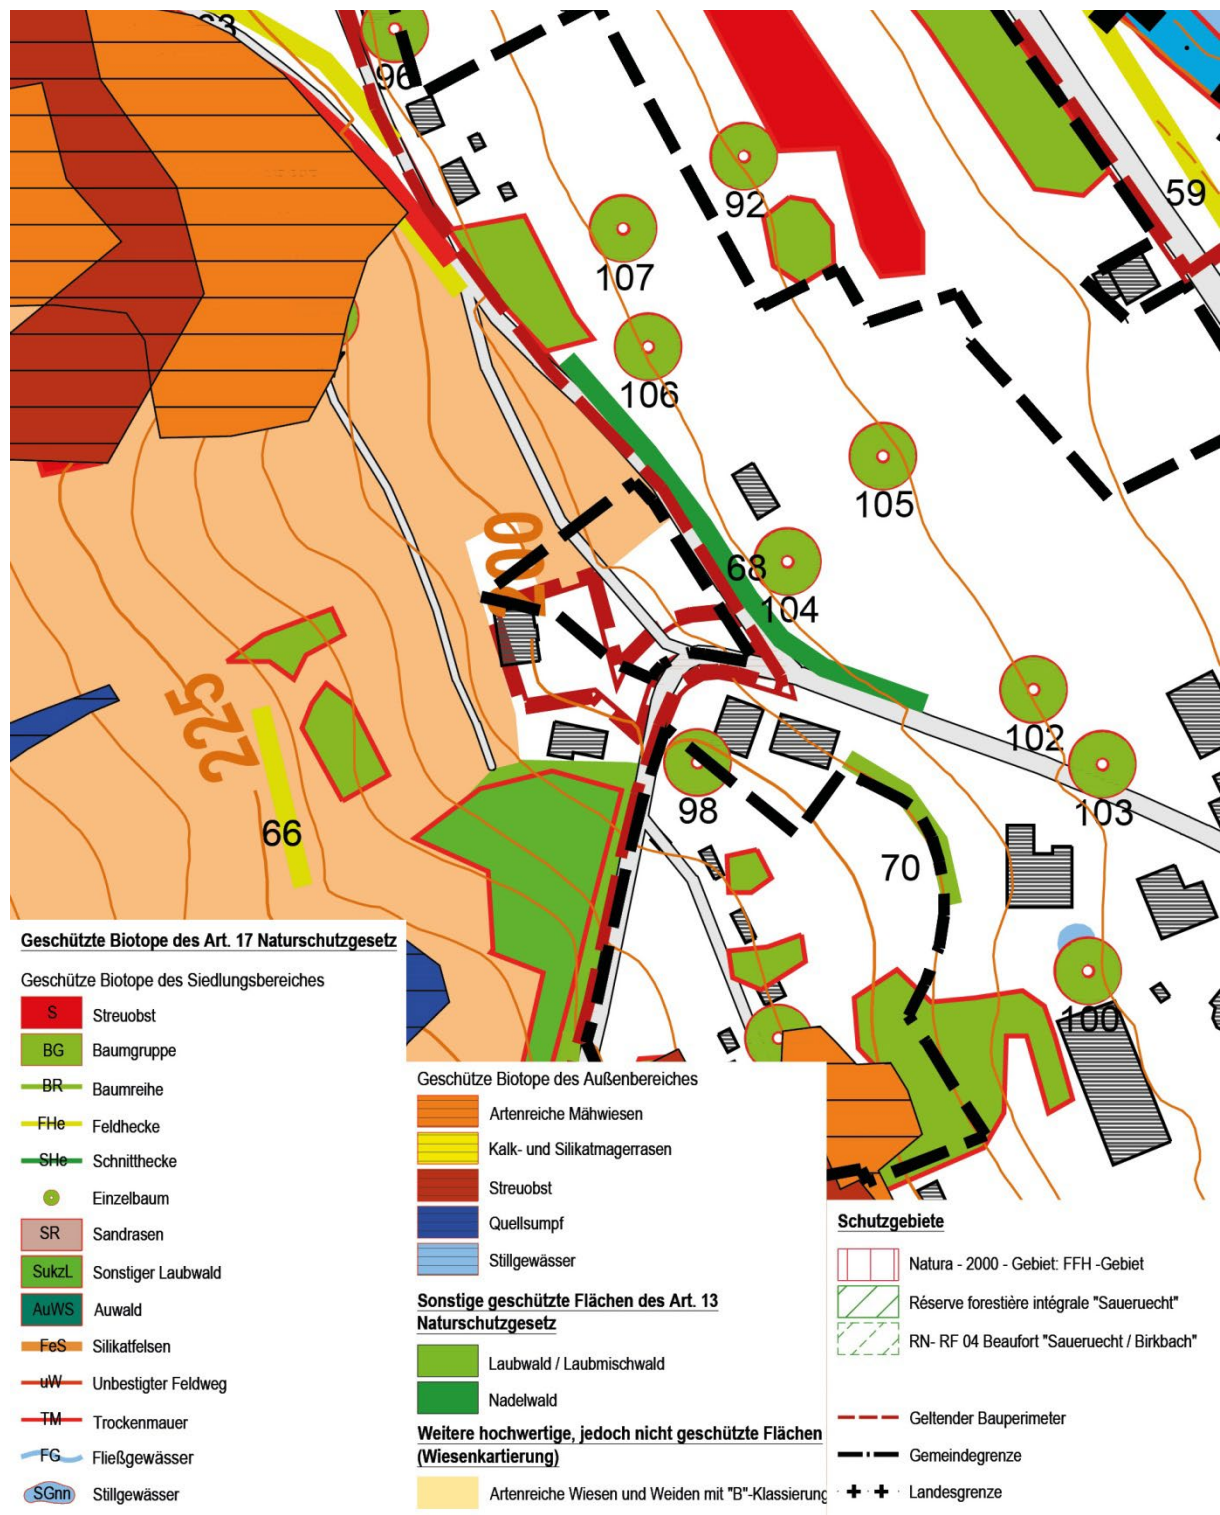 63
96
92
59
107
106
105
200
68
104
225
102
103
98
66
70
100
Geschützte Biotope des Art. 17 Naturschutzgesetz
Geschütze Biotope des Siedlungsbereiches
S Streuobst
BG Baumgruppe
BR Baumreihe
FHe Feldhecke
SHe Schnitthecke
Einzelbaum
SR Sandrasen
SukzL Sonstiger Laubwald
AuWS Auwald
FeS Silikatfelsen
uW Unbestigter Feldweg
TM Trockenmauer
FG Fließgewässer
SGnn Stillgewässer
Geschütze Biotope des Außenbereiches
Artenreiche Mähwiesen
Kalk- und Silikatmagerrasen
Streuobst
Quellsumpf
Stillgewässer
Sonstige geschützte Flächen des Art. 13
Naturschutzgesetz
Laubwald / Laubmischwald
Nadelwald
Weitere hochwertige, jedoch nicht geschützte Flächen
(Wiesenkartierung)
Artenreiche Wiesen und Weiden mit "B"-Klassierung
Schutzgebiete
Natura - 2000 - Gebiet: FFH -Gebiet
Réserve forestière intégrale "Saueruecht"
RN- RF 04 Beaufort "Saueruecht / Birkbach"
Geltender Bauperimeter
Gemeindegrenze
Landesgrenze